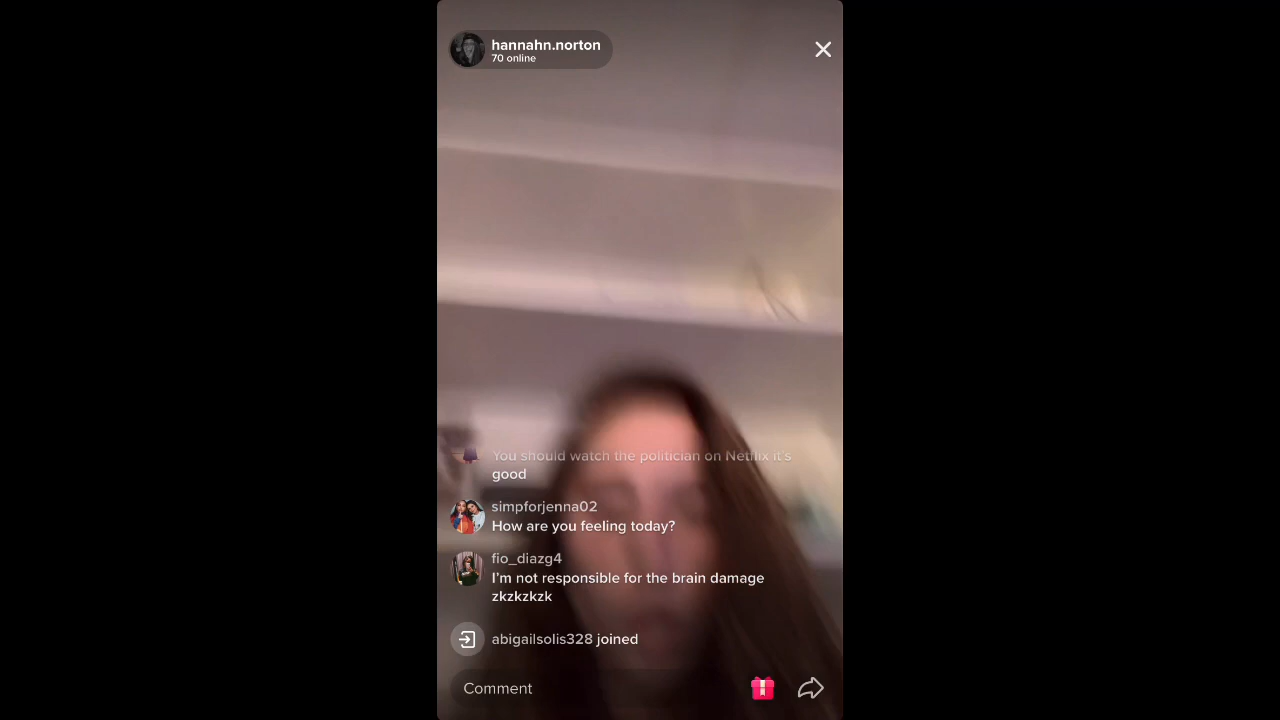 hannahn.norton
70 online
You should watch the politician on Netflix it's
good
simpforjenna02
How are you feeling today?
fio_diazg4
I'm not responsible for the brain damage
zkzkzkzk
abigailsolis328 joined
Comment